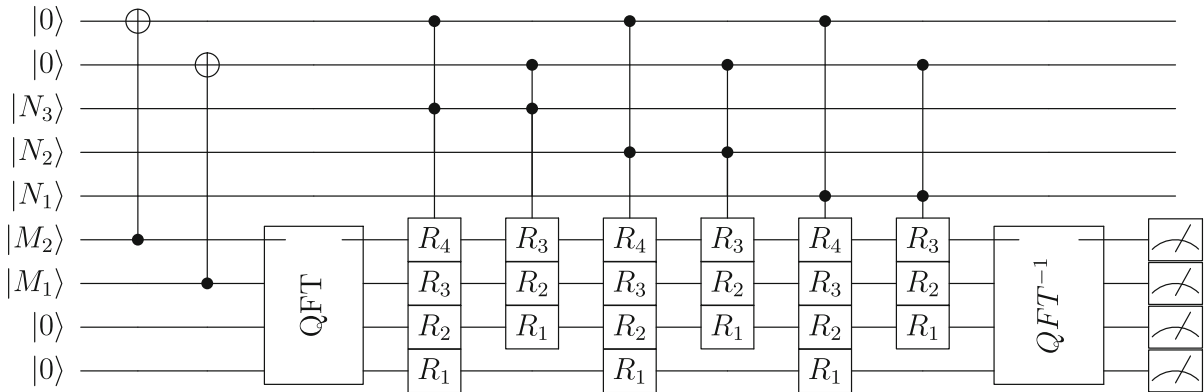 |0⟩
|0⟩
|N₃⟩
|N₂⟩
|N₁⟩
|M₂⟩ R₄ R₃ R₄ R₃ R₄ R₃
|M₁⟩ QFT R₃ R₂ R₃ R₂ R₃ R₂ QFT⁻¹
|0⟩ R₂ R₁ R₂ R₁ R₂ R₁
|0⟩ R₁ R₁ R₁